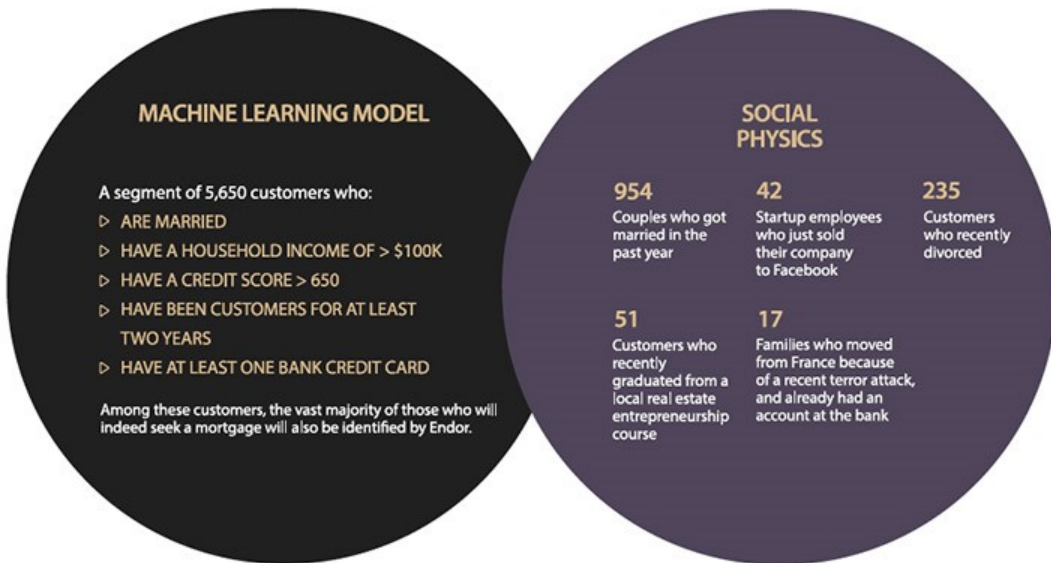 MACHINE LEARNING MODEL
A segment of 5,650 customers who:
▷ ARE MARRIED
▷ HAVE A HOUSEHOLD INCOME OF > $100K
▷ HAVE A CREDIT SCORE > 650
▷ HAVE BEEN CUSTOMERS FOR AT LEAST
TWO YEARS
▷ HAVE AT LEAST ONE BANK CREDIT CARD
Among these customers, the vast majority of those who will
indeed seek a mortgage will also be identified by Endor.
SOCIAL
PHYSICS
954
Couples who got
married in the
past year
42
Startup employees
who just sold
their company
to Facebook
235
Customers
who recently
divorced
51
Customers who
recently
graduated from a
local real estate
entrepreneurship
course
17
Families who moved
from France because
of a recent terror attack,
and already had an
account at the bank